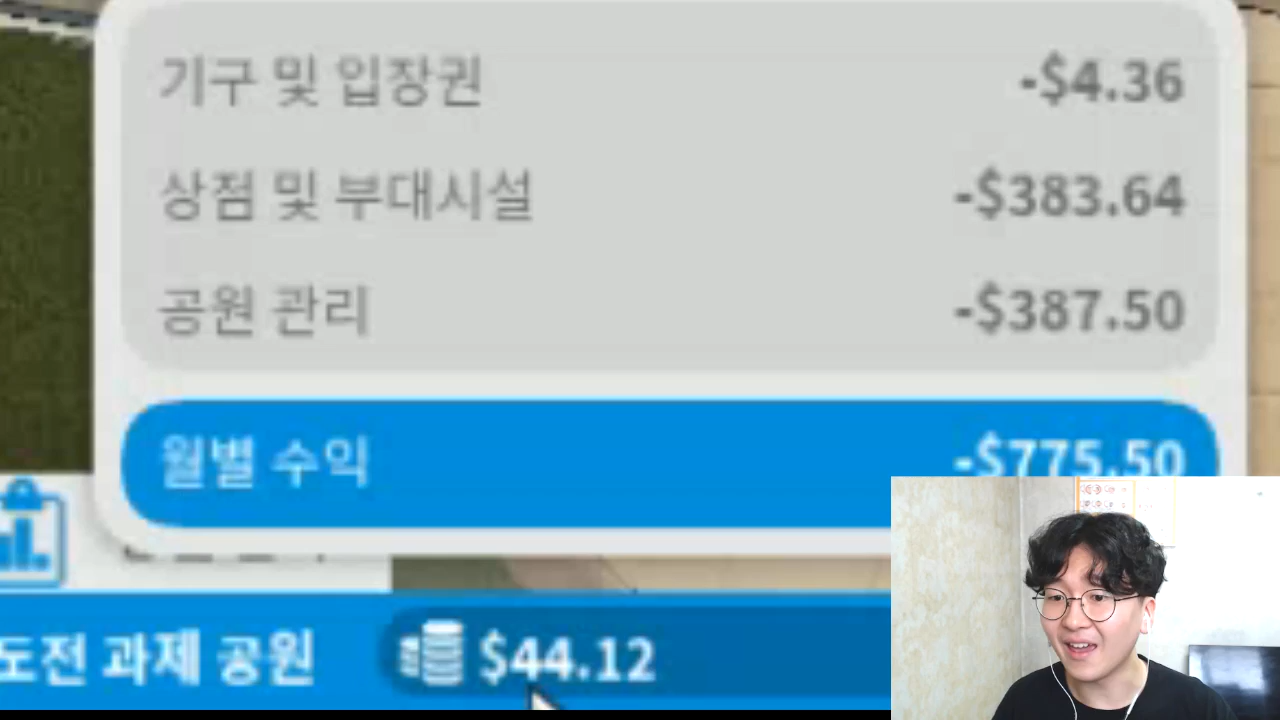 기구 및 입장권 -$4.36
상점 및 부대시설 -$383.64
공원 관리 -$387.50
월별 수익 -$775.50
도전 과제 공원 $44.12